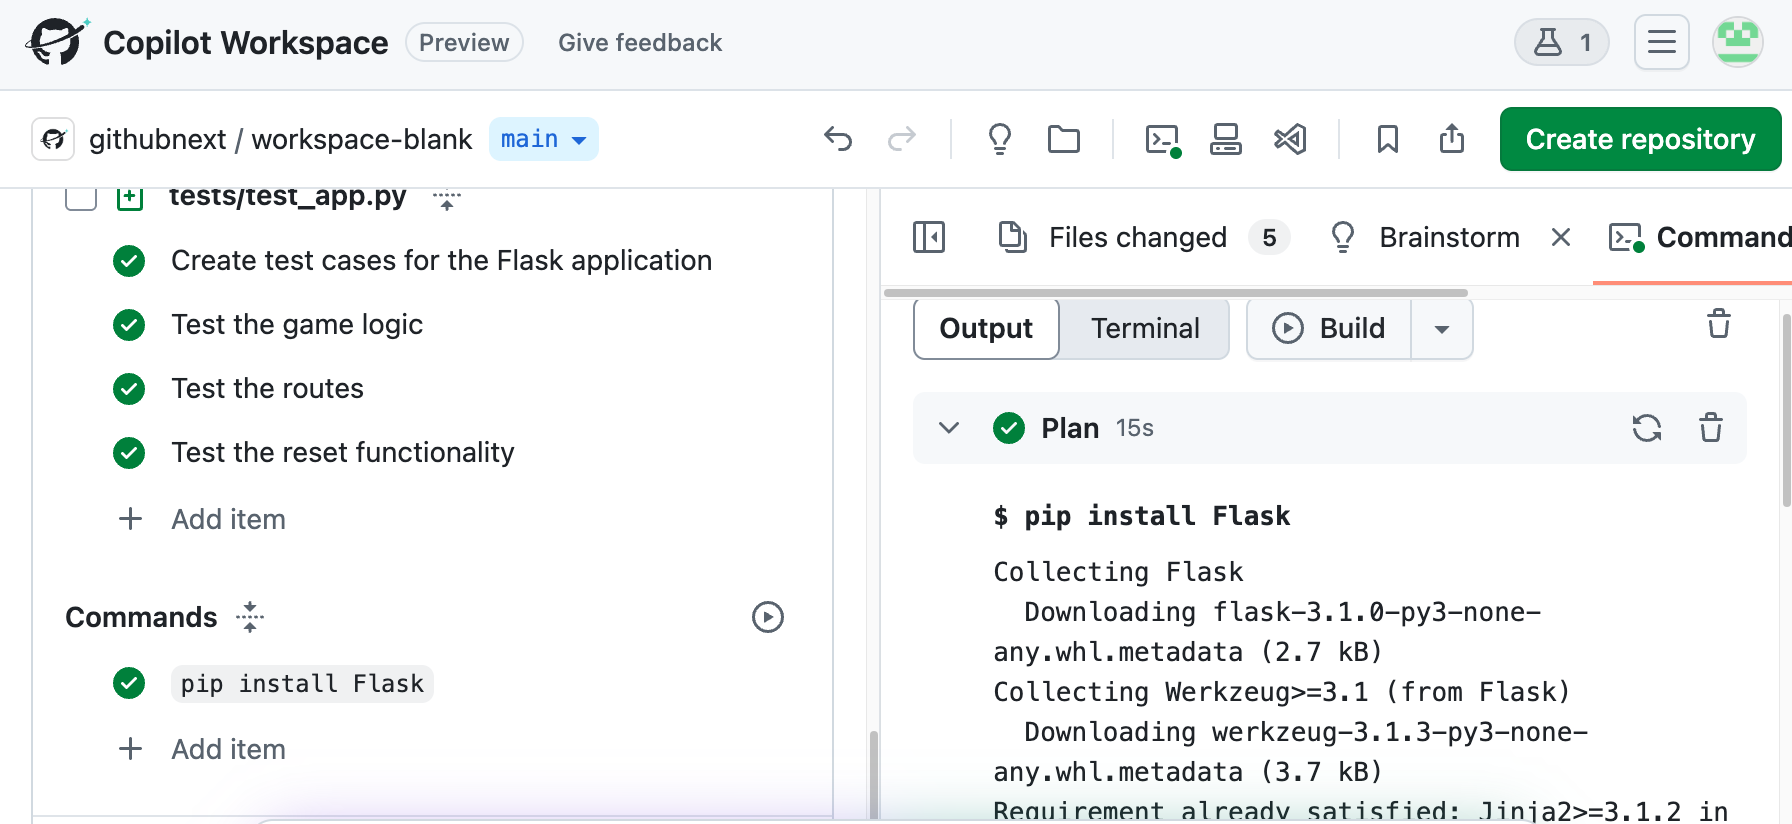 Copilot Workspace Preview Give feedback 1
githubnext / workspace-blank main Create repository
tests/test_app.py
Create test cases for the Flask application
Test the game logic
Test the routes
Test the reset functionality
Add item
Commands
pip install Flask
Add item
Files changed 5 Brainstorm Command
Output Terminal Build
Plan 15s
$ pip install Flask
Collecting Flask
Downloading flask-3.1.0-py3-none-
any.whl.metadata (2.7 kB)
Collecting Werkzeug>=3.1 (from Flask)
Downloading werkzeug-3.1.3-py3-none-
any.whl.metadata (3.7 kB)
Requirement already satisfied: Jinja2>=3.1.2 in